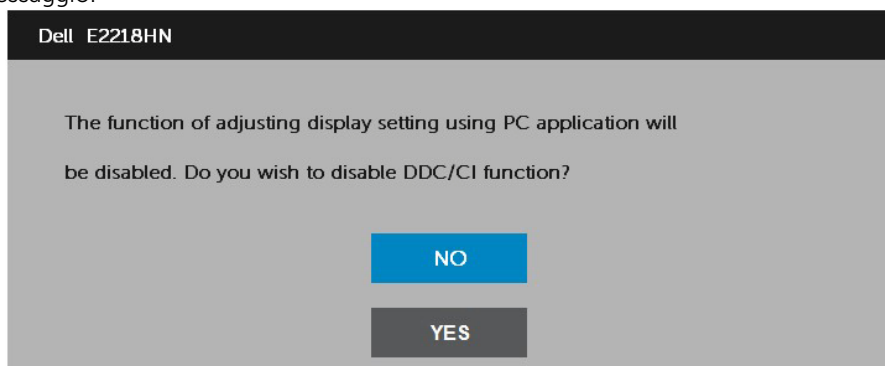 Dell E2218HN
The function of adjusting display setting using PC application will
be disabled. Do you wish to disable DDC/CI function?
NO
YES